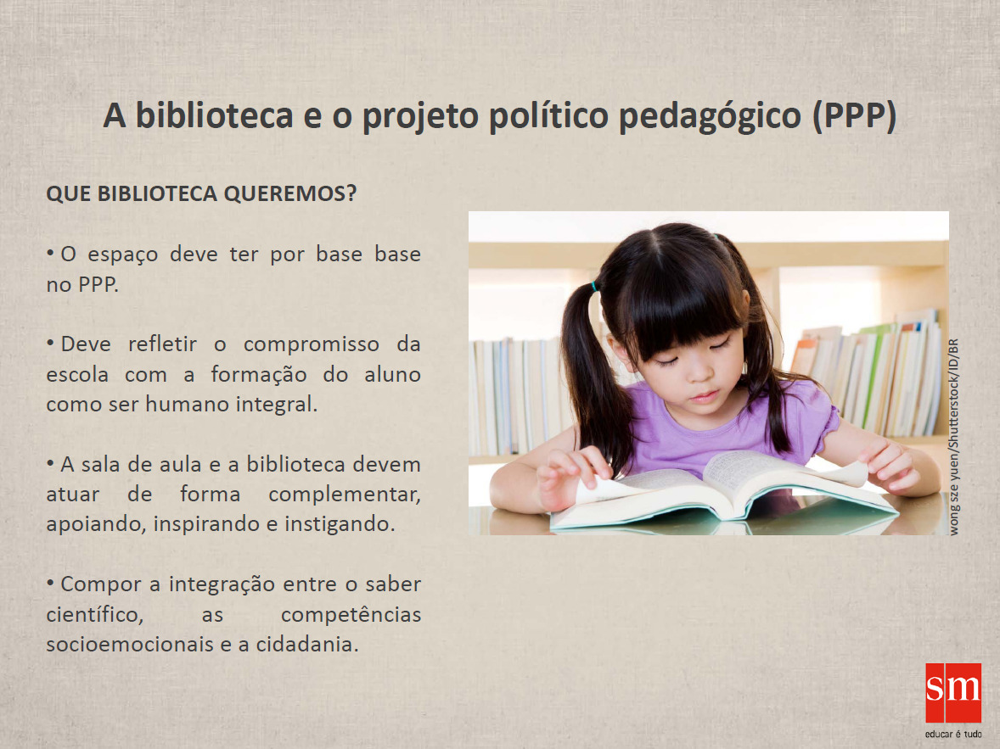 A biblioteca e o projeto político pedagógico (PPP)
QUE BIBLIOTECA QUEREMOS?
• O espaço deve ter por base base
no PPP.
• Deve refletir o compromisso da
escola com a formação do aluno
como ser humano integral.
• A sala de aula e a biblioteca devem
atuar de forma complementar,
apoiando, inspirando e instigando.
• Compor a integração entre o saber
científico, as competências
socioemocionais e a cidadania.
wong sze yuen/Shutterstock/ID/BR
sm
educar é tudo